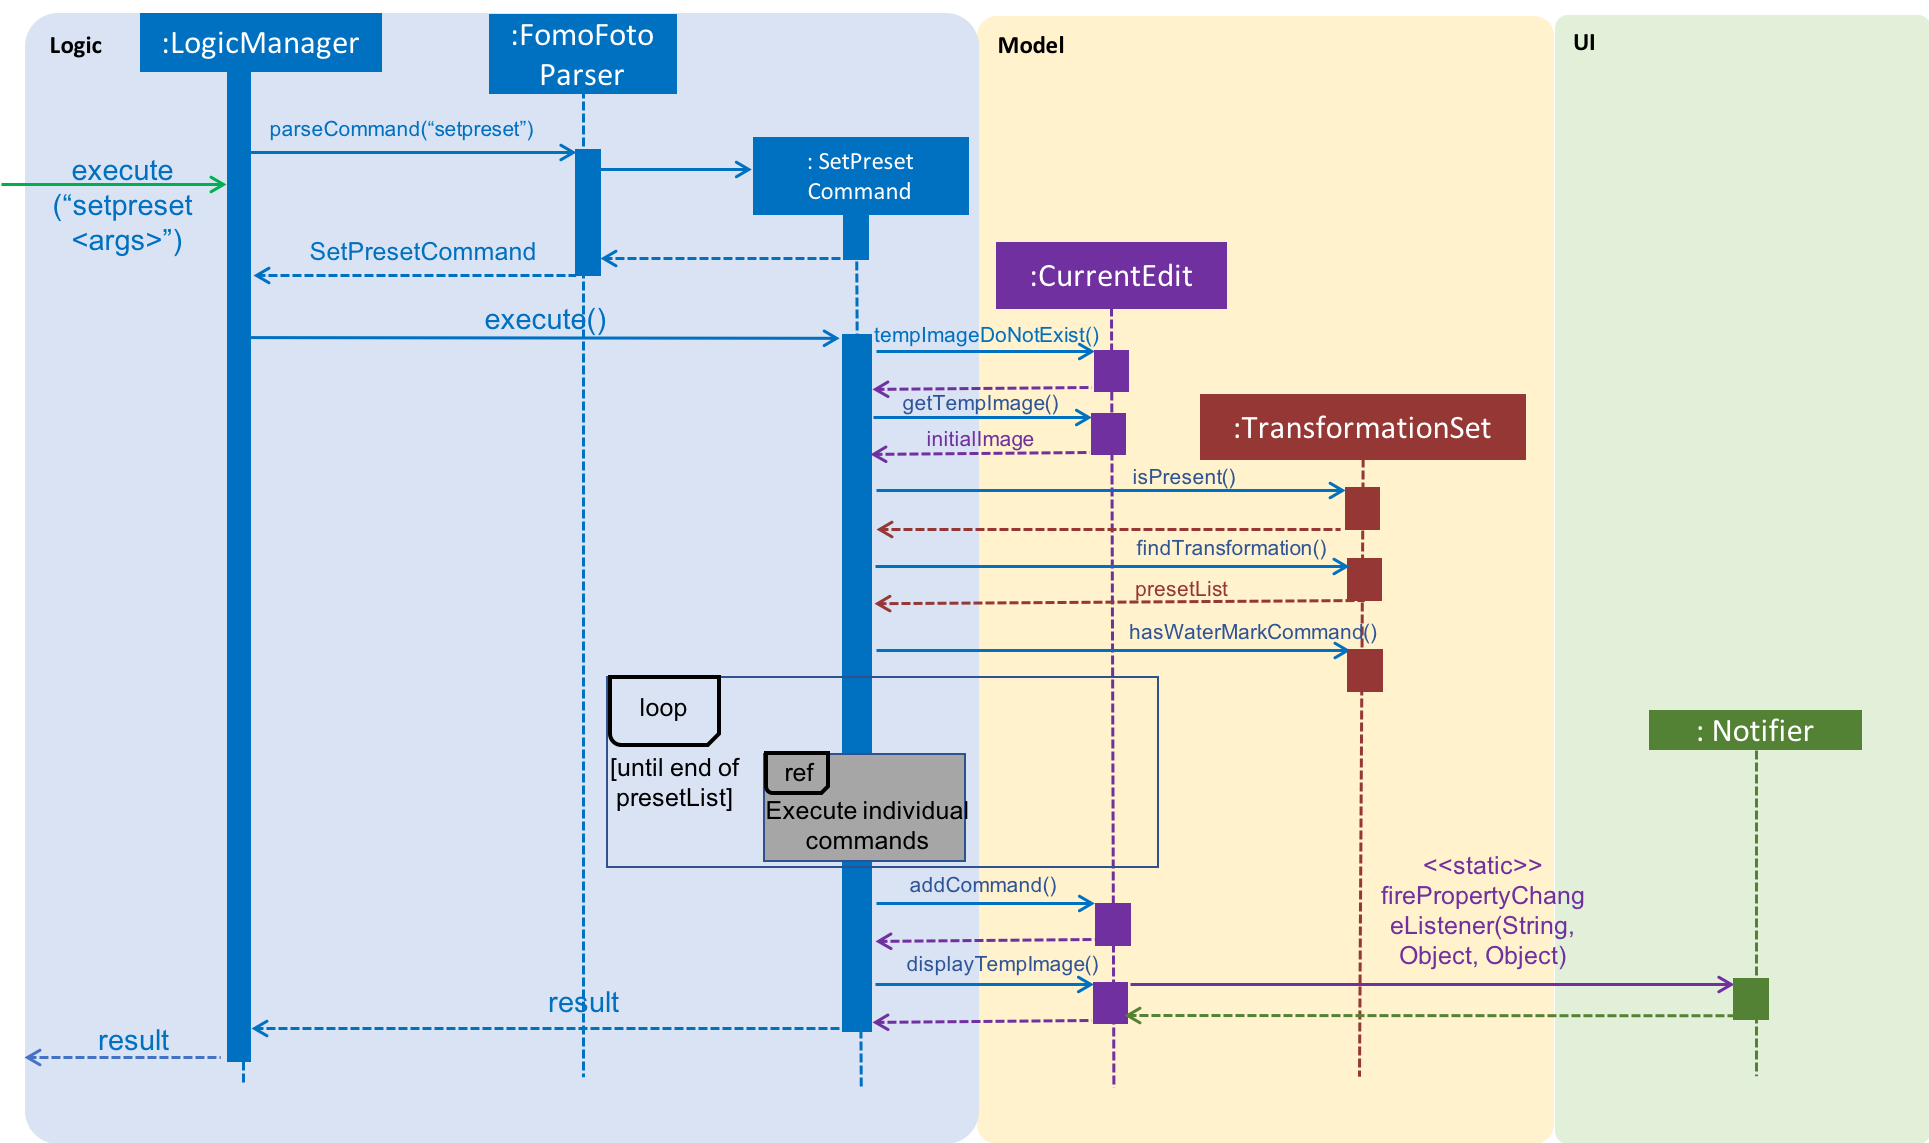 Logic
:LogicManager
:FomoFoto
Parser
Model
UI
parseCommand(“setpreset”)
execute
(“setpreset
<args>”)
: SetPreset
Command
SetPresetCommand
:CurrentEdit
execute()
tempImageDoNotExist()
getTempImage()
initialImage
:TransformationSet
isPresent()
findTransformation()
presetList
hasWaterMarkCommand()
loop
[until end of
presetList]
ref
Execute individual
commands
: Notifier
<<static>>
firePropertyChang
eListener(String,
Object, Object)
addCommand()
displayTempImage()
result
result